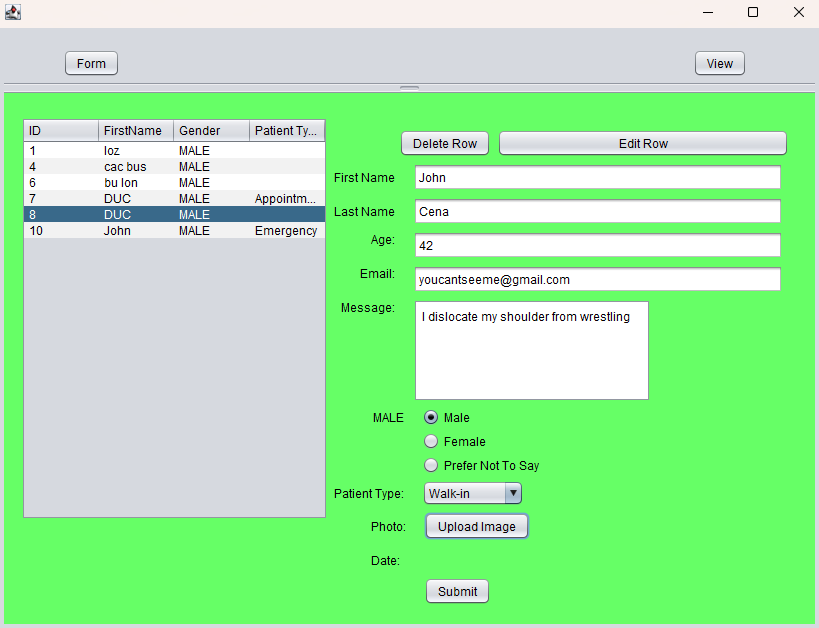 Form View
ID FirstName Gender Patient Ty...
1 loz MALE
4 cac bus MALE
6 bu lon MALE
7 DUC MALE Appointm...
8 DUC MALE
10 John MALE Emergency
Delete Row Edit Row
First Name John
Last Name Cena
Age: 42
Email: youcantseeme@gmail.com
Message: I dislocate my shoulder from wrestling
MALE Male
Female
Prefer Not To Say
Patient Type: Walk-in
Photo: Upload Image
Date:
Submit